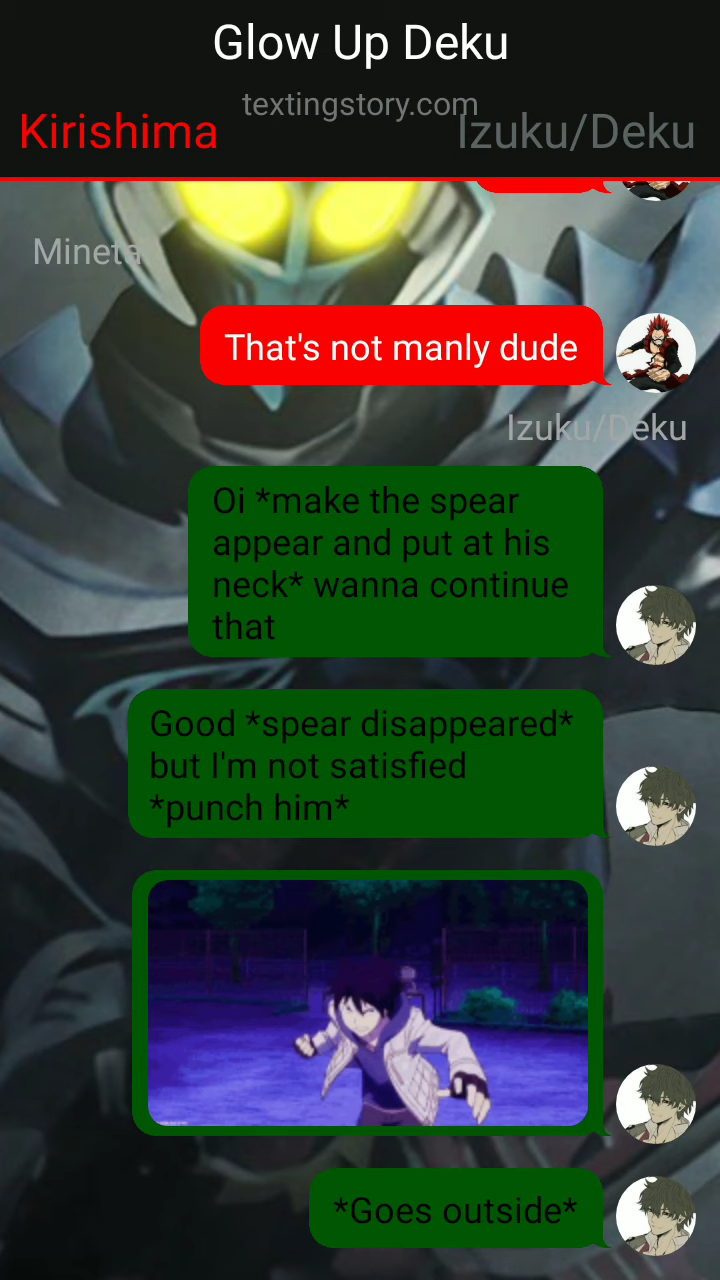 Glow Up Deku
textingstory.com
Kirishima
Izuku/Deku
Mineta
That's not manly dude
Izuku/Deku
Oi *make the spear
appear and put at his
neck* wanna continue
that
Good *spear disappeared*
but I'm not satisfied
*punch him*
*Goes outside*